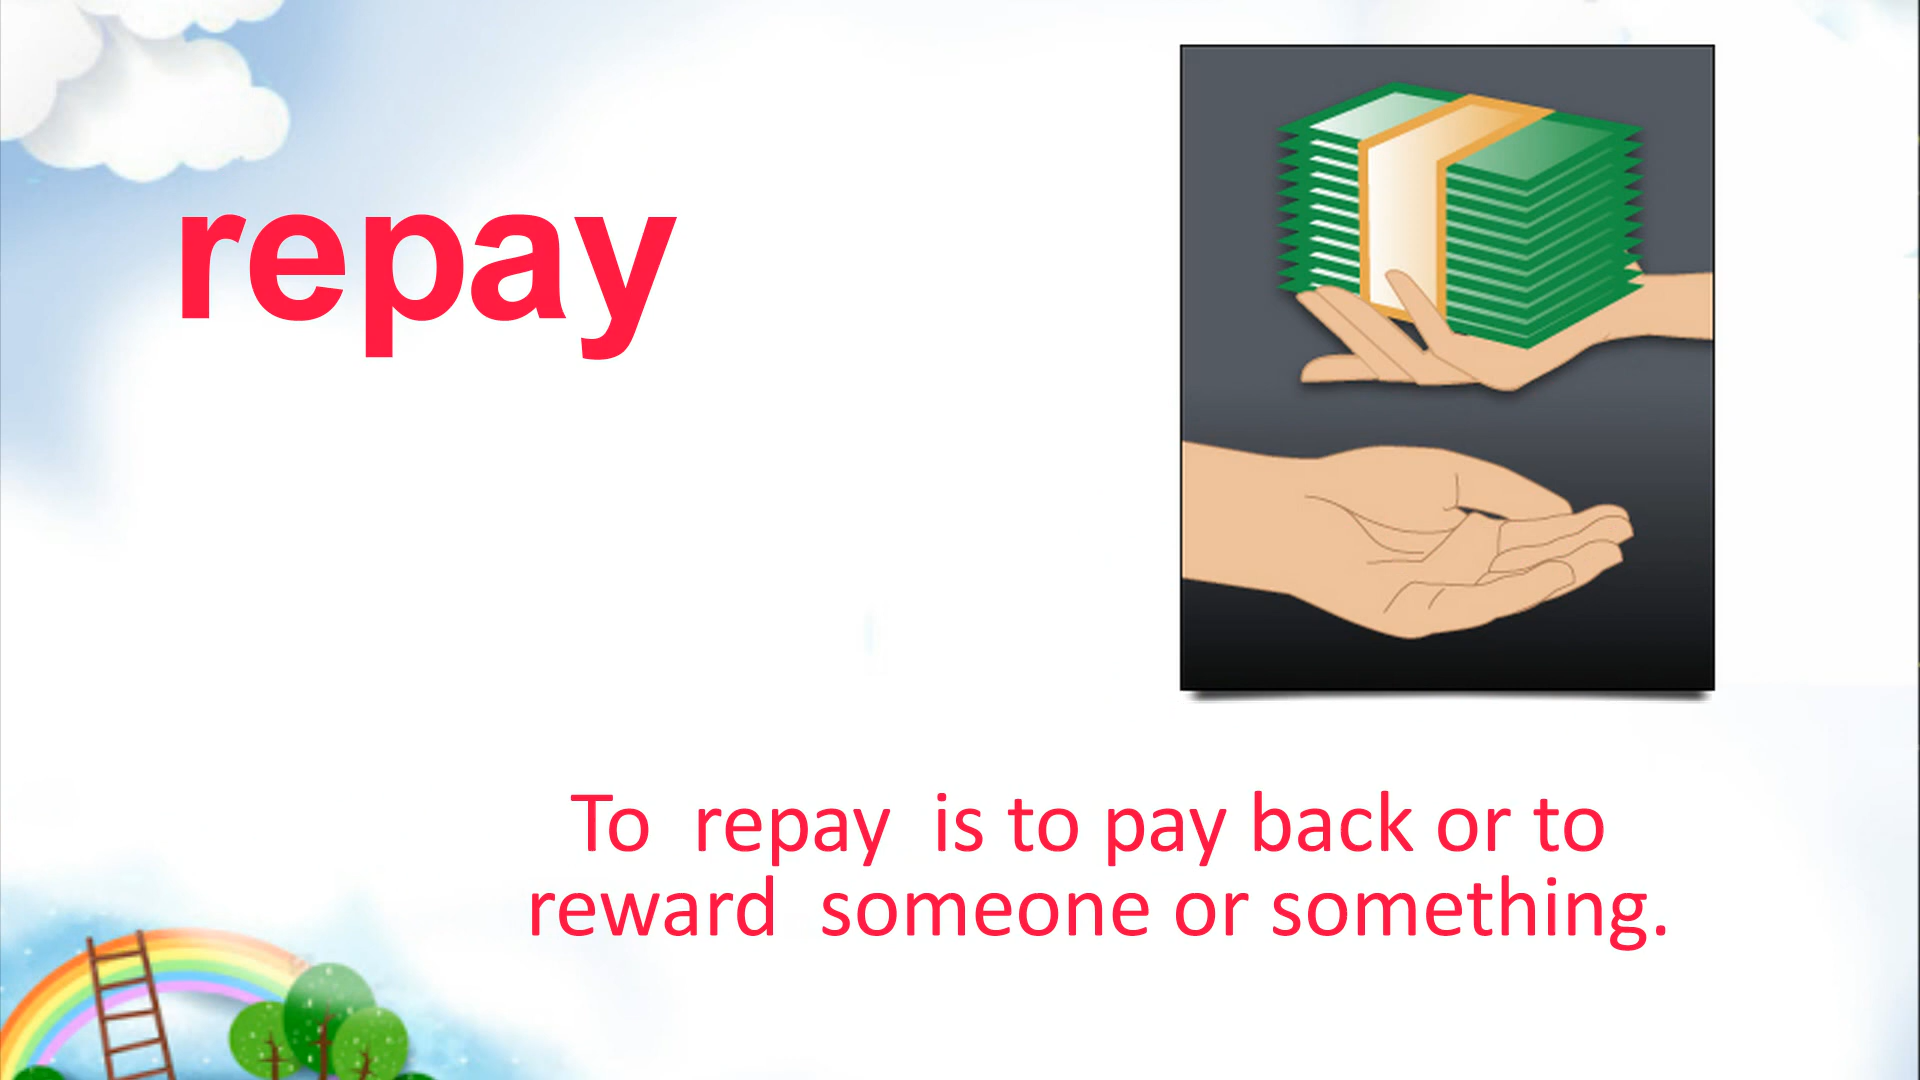 repay
To repay is to pay back or to
reward someone or something.